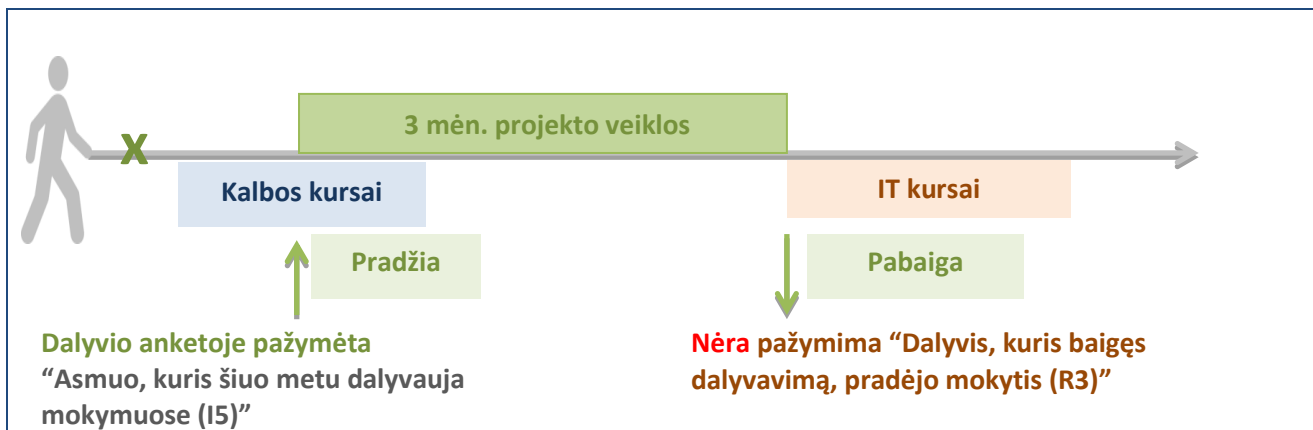 3 mėn. projekto veiklos
X
Kalbos kursai
IT kursai
Pradžia
Pabaiga
Dalyvio anketoje pažymėta
“Asmuo, kuris šiuo metu dalyvauja
mokymuose (I5)”
Nėra pažymima “Dalyvis, kuris baigęs
dalyvavimą, pradėjo mokytis (R3)”